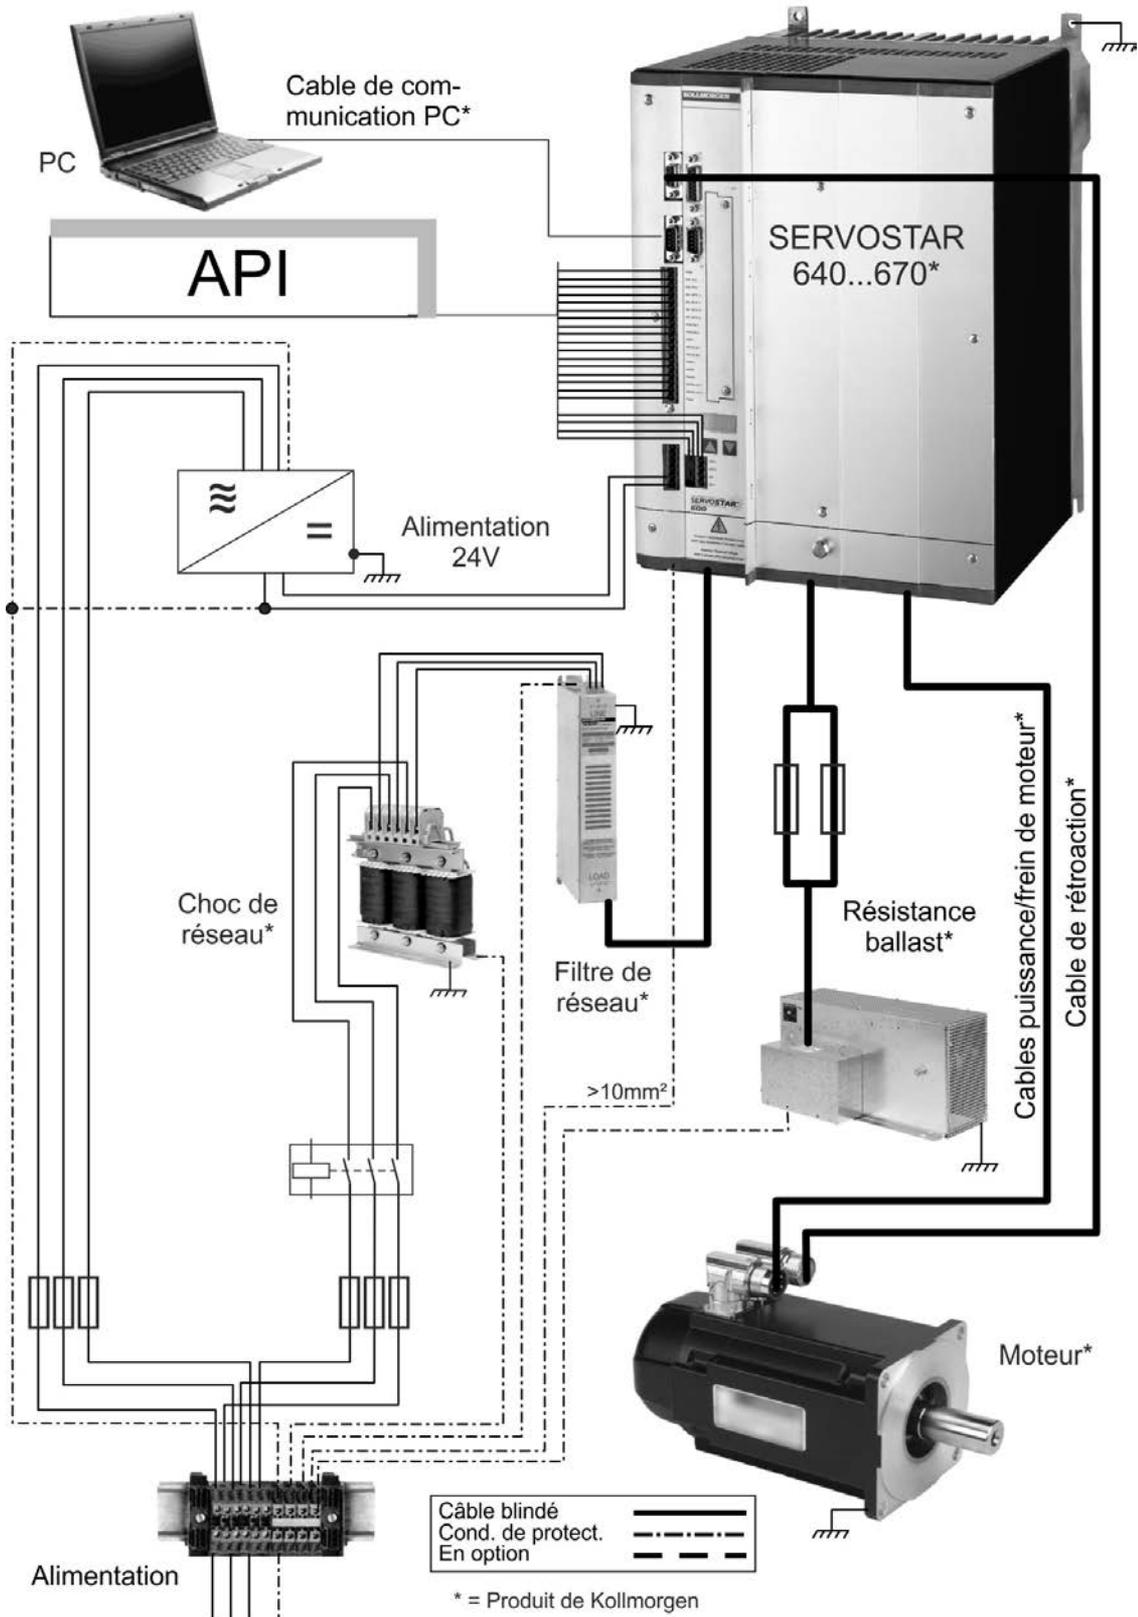 Cable de com-
munication PC*
PC
KOLLMORGEN
API
SERVOSTAR
640...670*
Alimentation
24V
SERVOSTAR
600
LINE
LOAD
Choc de
réseau*
Filtre de
réseau*
Résistance
ballast*
Cables puissance/frein de moteur*
Cable de rétroaction*
>10mm²
Moteur*
Câble blindé
Cond. de protect.
En option
Alimentation
* = Produit de Kollmorgen